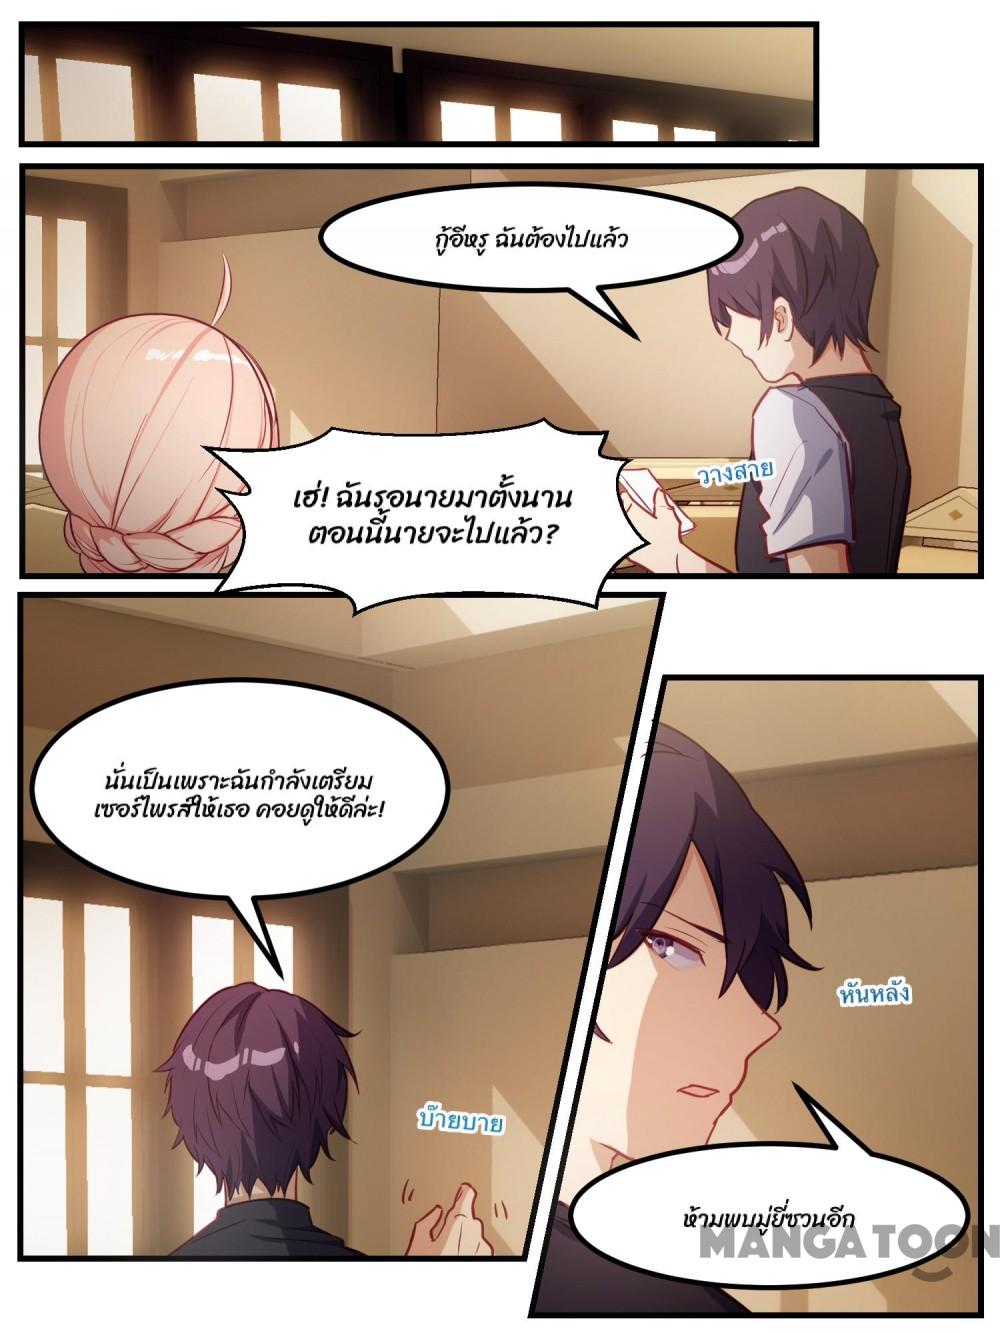 กู้อีหรู ฉันต้องไปแล้ว
วางสาย
เฮ่! ฉันรอนายมาตั้งนาน
ตอนนี้นายจะไปแล้ว?
นั่นเป็นเพราะฉันกำลังเตรียม
เซอร์ไพรส์ให้เธอ คอยดูให้ดีล่ะ!
บ๊ายบาย
หันหลัง
ห้ามพบมู่ยี่ซวนอีก
MANGATOON